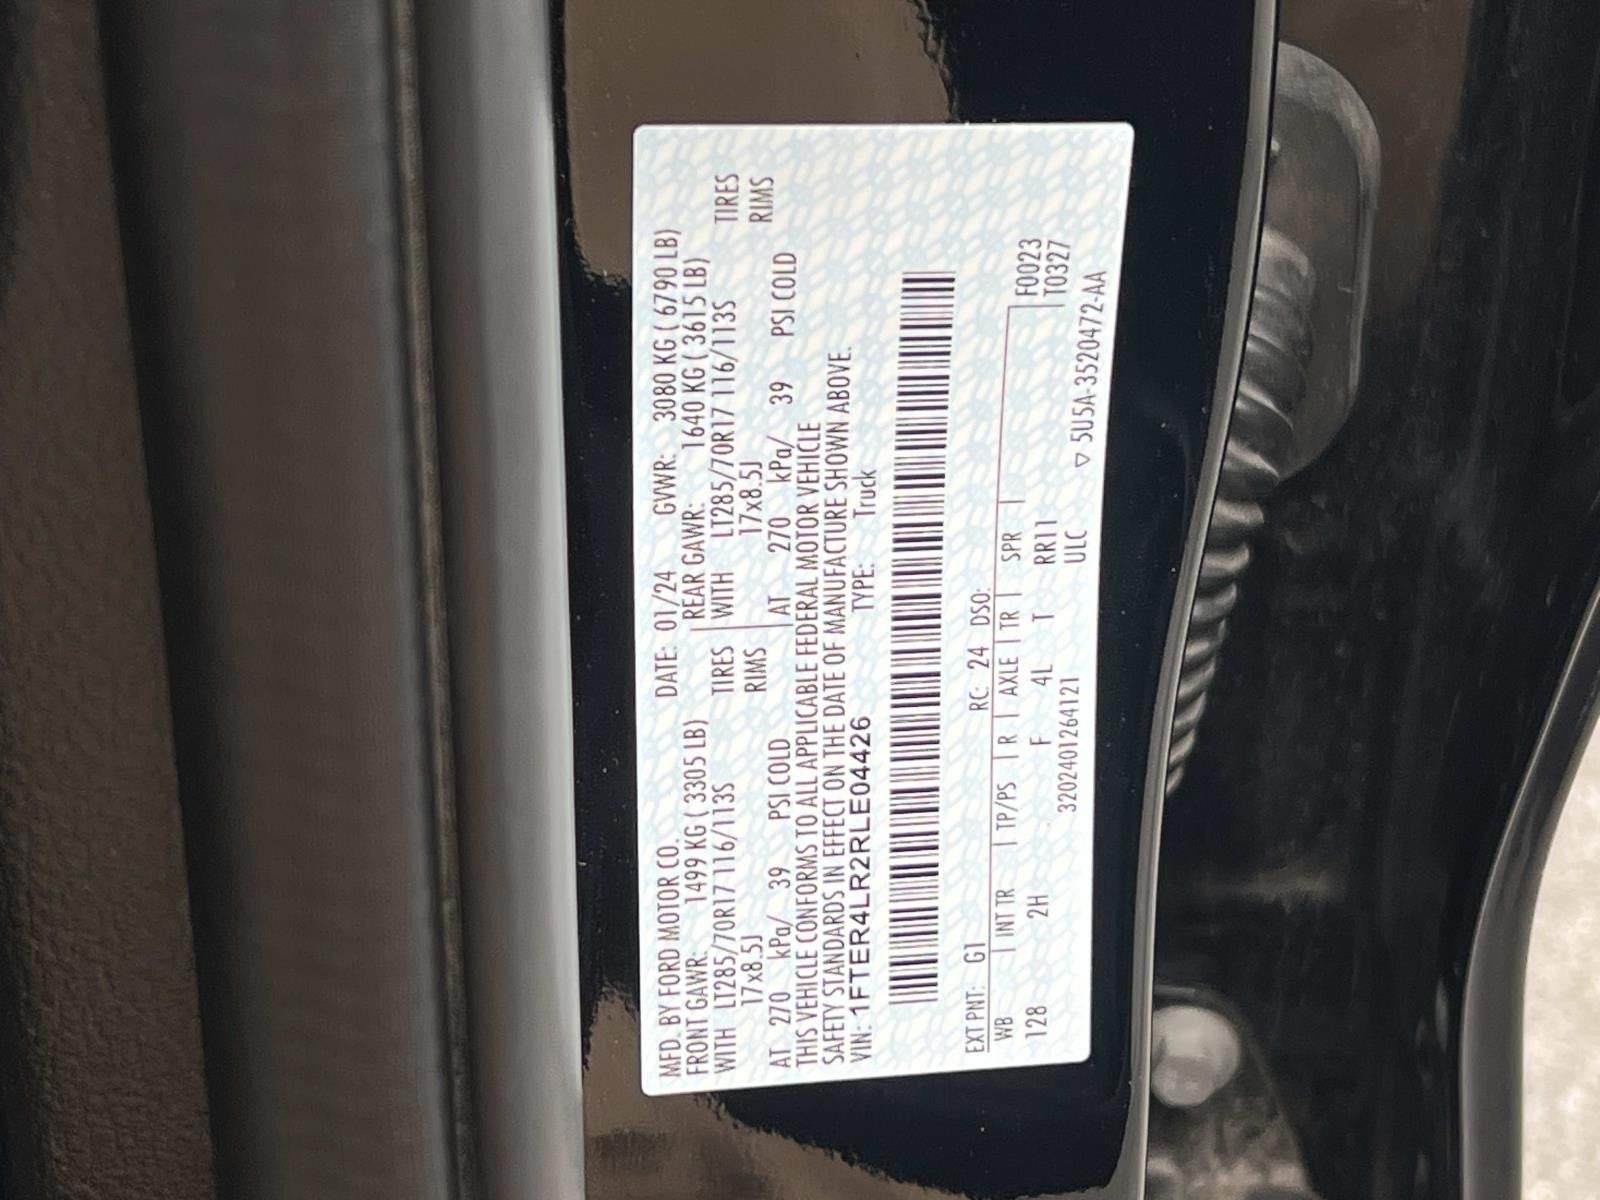 MFD. BY FORD MOTOR CO.
DATE: 01/24 GVWR: 3080 KG ( 6790 LB)
FRONT GAWR: 1499 KG ( 3305 LB) REAR GAWR: 1640 KG ( 3615 LB)
WITH LT285/70R17 116/113S TIRES WITH LT285/70R17 116/113S TIRES
17x8.5J RIMS 17x8.5J RIMS
AT 270 kPa/ 39 PSI COLD AT 270 kPa/ 39 PSI COLD
THIS VEHICLE CONFORMS TO ALL APPLICABLE FEDERAL MOTOR VEHICLE
SAFETY STANDARDS IN EFFECT ON THE DATE OF MANUFACTURE SHOWN ABOVE.
VIN: 1FTER4LR2RLE04426 TYPE: Truck
EXT PNT: G1 RC: 24 DSO:
WB INT TR TP/PS R AXLE TR SPR F0023
128 2H F 4L T RR11 T0327
3202401264121 ULC ▽ 5U5A-3520472-AA